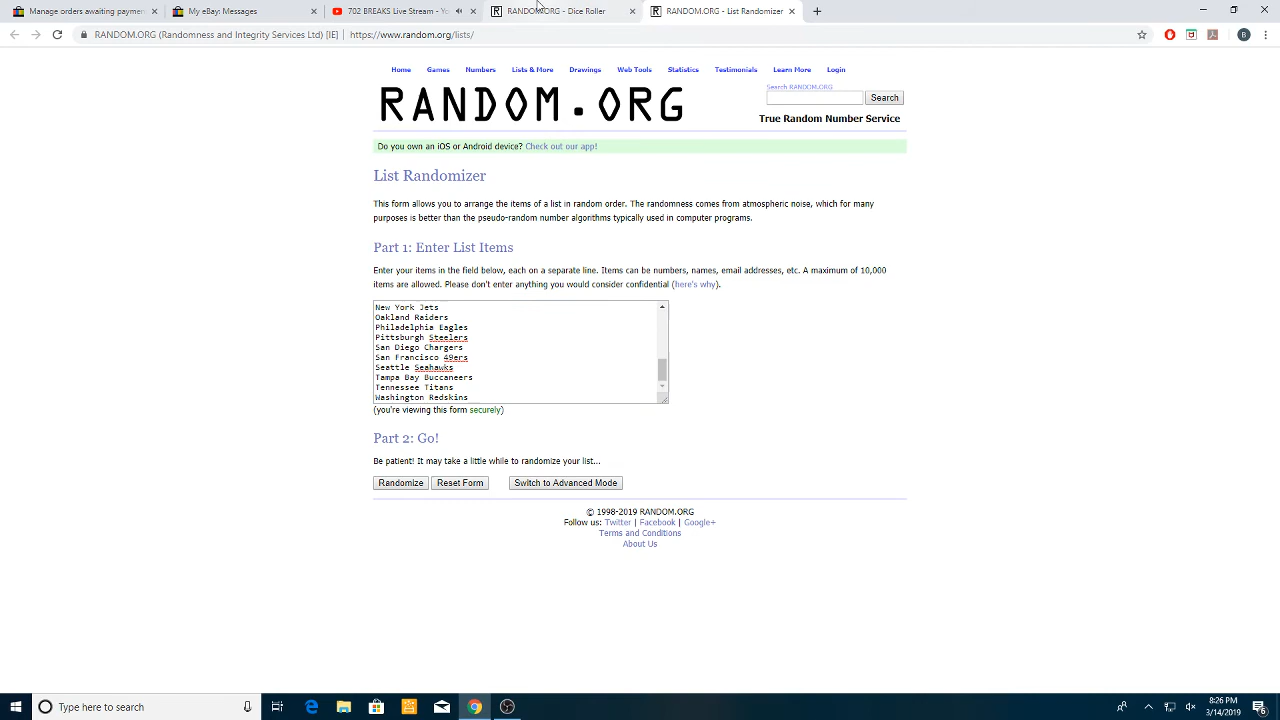 Manage orders awaiting payment
My eBay: Messages
702 BREAKS Live Stream - Yo
RANDOM.ORG - Dice Roller
RANDOM.ORG - List Randomizer
RANDOM.ORG (Randomness and Integrity Services Ltd) [IE] | https://www.random.org/lists/
B
Home Games Numbers Lists & More Drawings Web Tools Statistics Testimonials Learn More Login
RANDOM.ORG
Search RANDOM.ORG
Search
True Random Number Service
Do you own an iOS or Android device? Check out our app!
List Randomizer
This form allows you to arrange the items of a list in random order. The randomness comes from atmospheric noise, which for many
purposes is better than the pseudo-random number algorithms typically used in computer programs.
Part 1: Enter List Items
Enter your items in the field below, each on a separate line. Items can be numbers, names, email addresses, etc. A maximum of 10,000
items are allowed. Please don't enter anything you would consider confidential (here's why).
New York Jets
Oakland Raiders
Philadelphia Eagles
Pittsburgh Steelers
San Diego Chargers
San Francisco 49ers
Seattle Seahawks
Tampa Bay Buccaneers
Tennessee Titans
Washington Redskins
(you're viewing this form securely)
Part 2: Go!
Be patient! It may take a little while to randomize your list...
Randomize Reset Form Switch to Advanced Mode
© 1998-2019 RANDOM.ORG
Follow us: Twitter | Facebook | Google+
Terms and Conditions
About Us
Type here to search
8:26 PM
3/14/2019